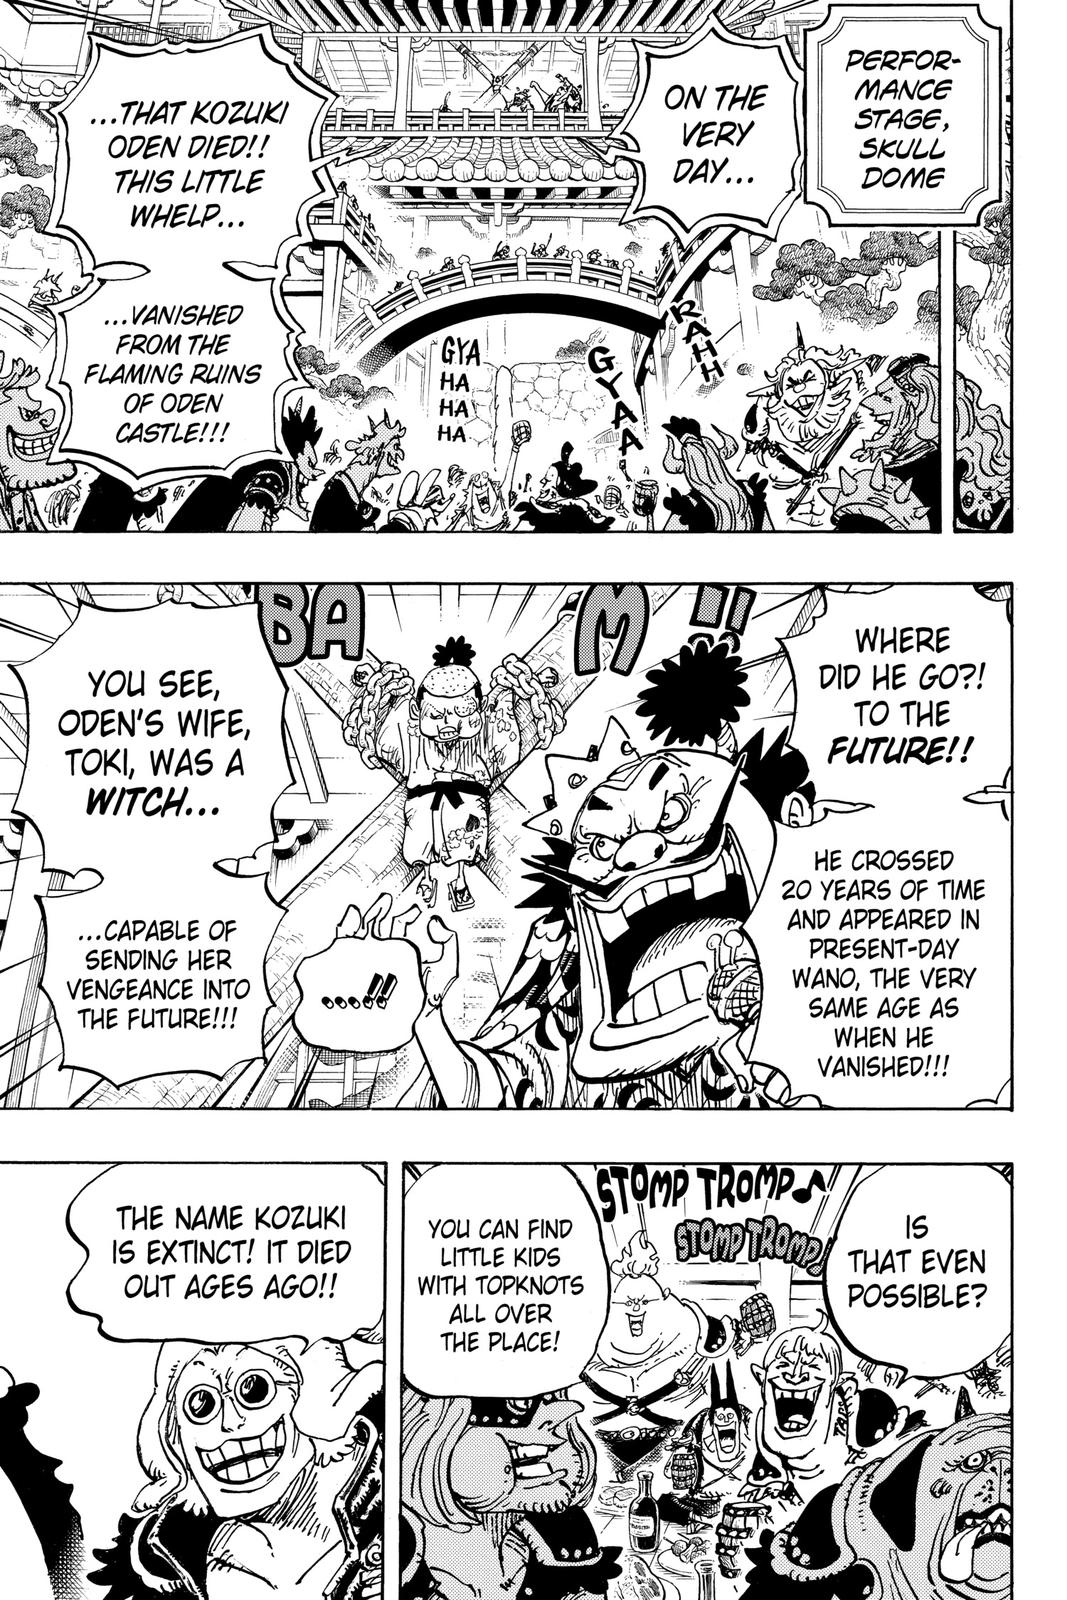 PERFOR-
MANCE
STAGE,
SKULL
DOME
ON THE
VERY
DAY...
...THAT KOZUKI
ODEN DIED!!
THIS LITTLE
WHELP...
...VANISHED
FROM THE
FLAMING RUINS
OF ODEN
CASTLE!!!
RAHH
GYAA
GYA
HA
HA
HA
BAM!!
WHERE
DID HE GO?!
TO THE
FUTURE!!
HE CROSSED
20 YEARS OF TIME
AND APPEARED IN
PRESENT-DAY
WANO, THE VERY
SAME AGE AS
WHEN HE
VANISHED!!!
...!!
YOU SEE,
ODEN'S WIFE,
TOKI, WAS A
WITCH...
...CAPABLE OF
SENDING HER
VENGEANCE INTO
THE FUTURE!!!
STOMP TROMP♪
STOMP TROMP♪
IS
THAT EVEN
POSSIBLE?
YOU CAN FIND
LITTLE KIDS
WITH TOPKNOTS
ALL OVER
THE PLACE!
THE NAME KOZUKI
IS EXTINCT! IT DIED
OUT AGES AGO!!